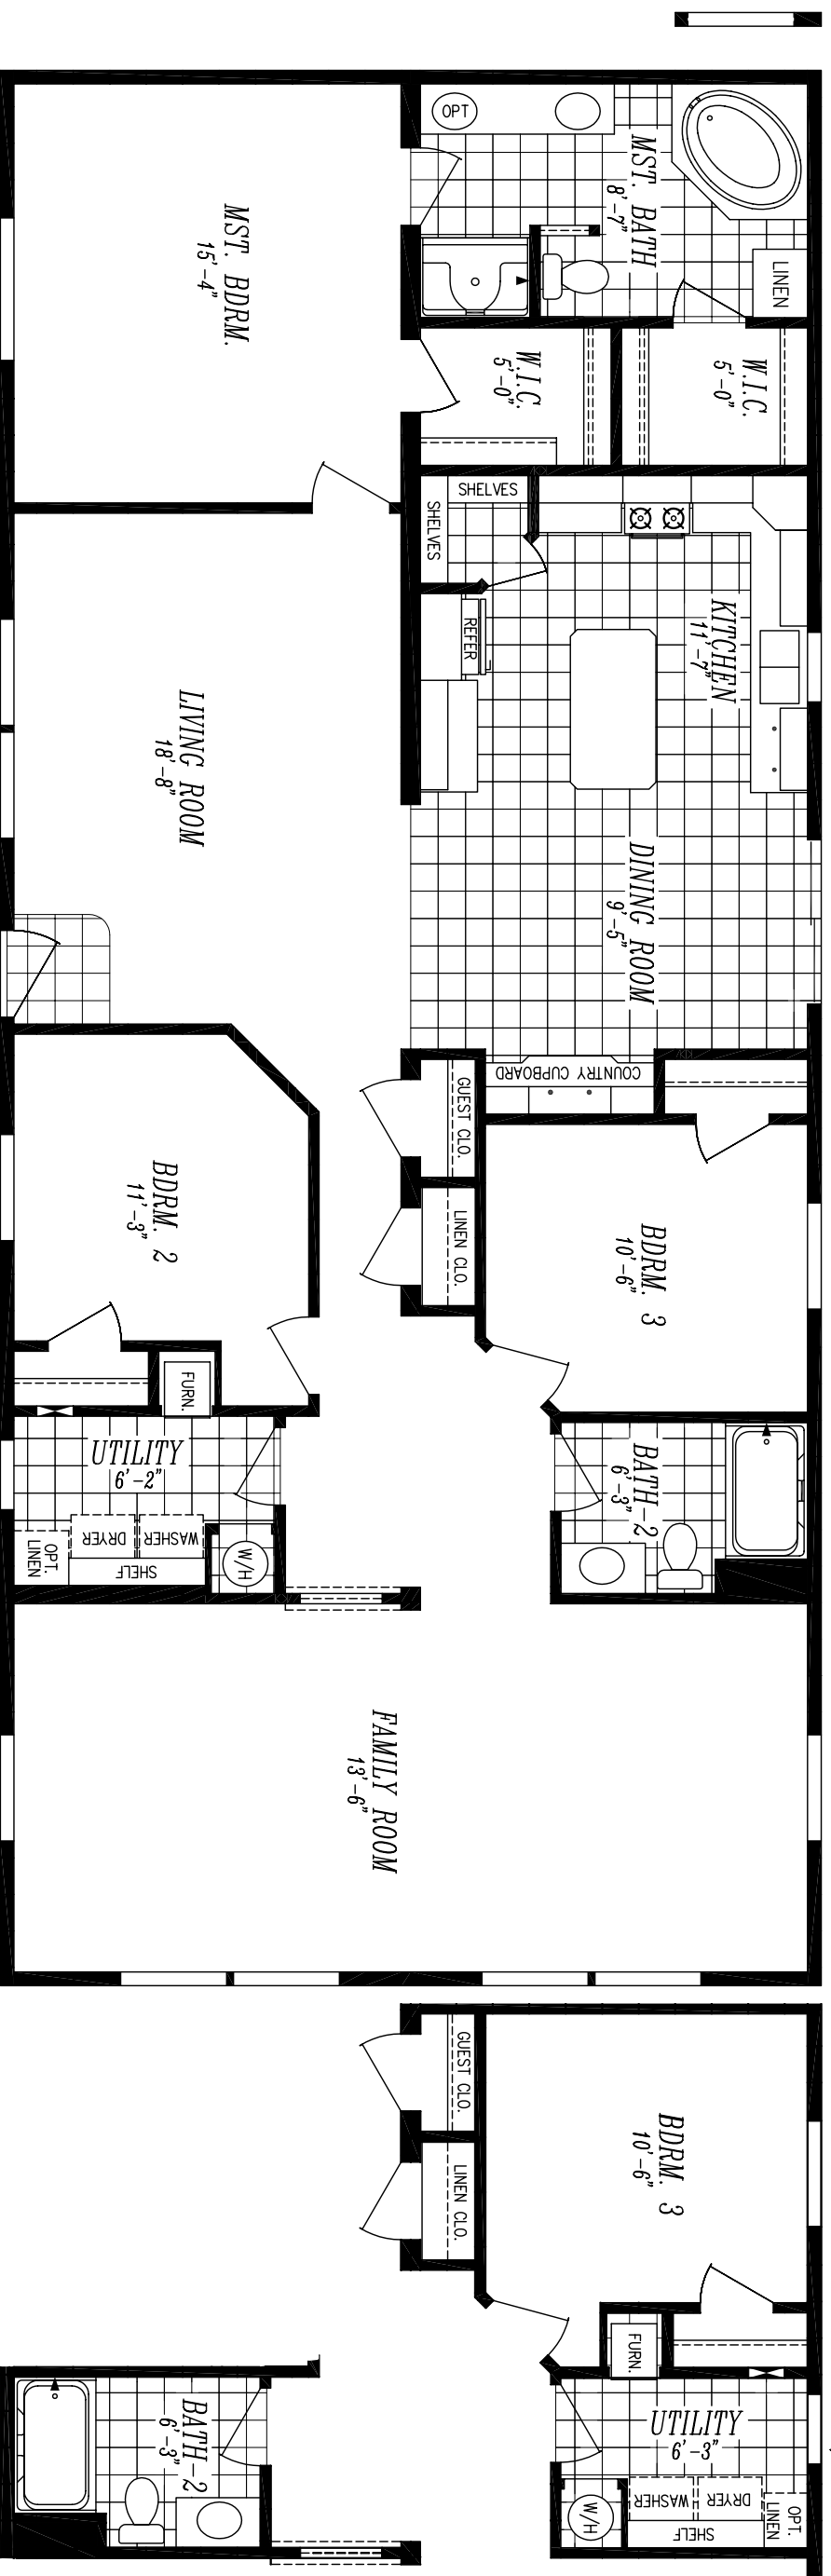 OPT
MST. BATH
8'-7"
LINEN
MST. BDRM.
15'-4"
W.I.C.
5'-0"
W.I.C.
5'-0"
SHELVES
SHELVES
REFER
KITCHEN
11'-7"
LIVING ROOM
18'-8"
DINING ROOM
9'-5"
COUNTRY CUPBOARD
GUEST CLO.
LINEN CLO.
BDRM. 2
11'-3"
BDRM. 3
10'-6"
FURN.
UTILITY
6'-2"
WASHER
DRYER
OPT.
LINEN
SHELF
W/H
BATH-2
6'-3"
FAMILY ROOM
13'-6"
GUEST CLO.
LINEN CLO.
BDRM. 3
10'-6"
FURN.
BATH-2
6'-3"
UTILITY
6'-3"
WASHER
DRYER
OPT.
LINEN
SHELF
W/H